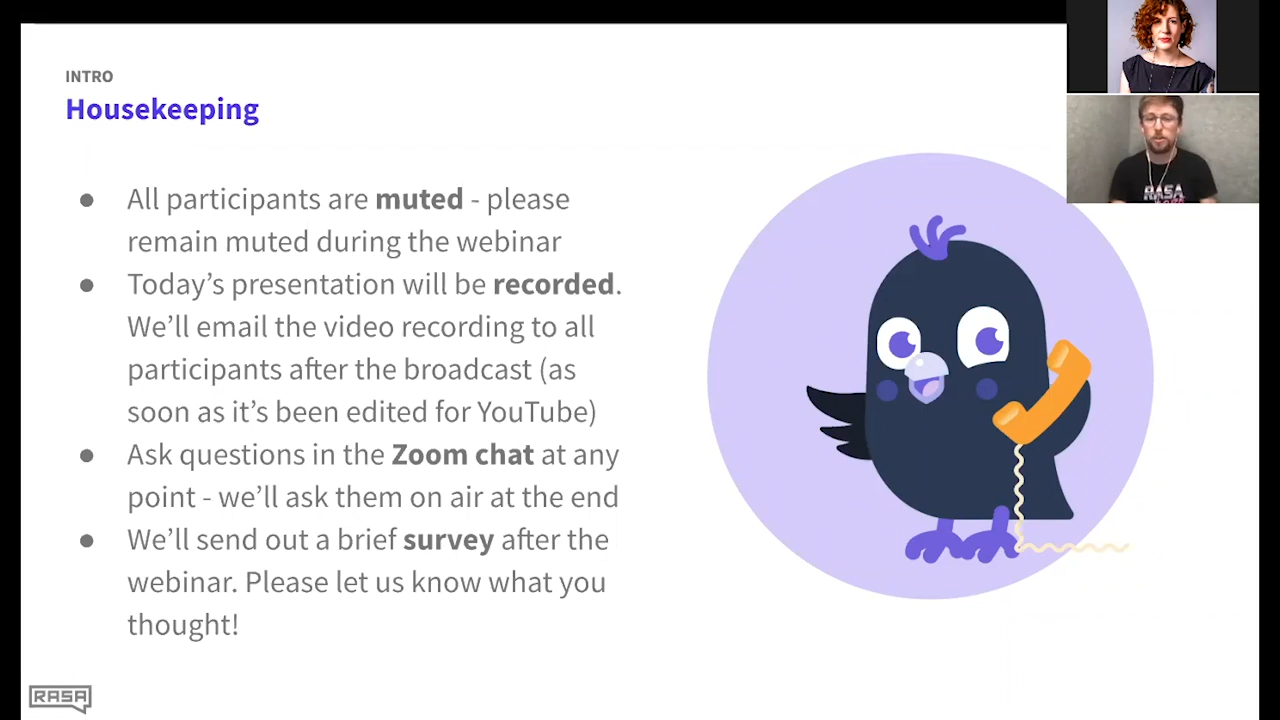 INTRO
Housekeeping
● All participants are muted - please
remain muted during the webinar
● Today’s presentation will be recorded.
We’ll email the video recording to all
participants after the broadcast (as
soon as it’s been edited for YouTube)
● Ask questions in the Zoom chat at any
point - we’ll ask them on air at the end
● We’ll send out a brief survey after the
webinar. Please let us know what you
thought!
RASA
RASA